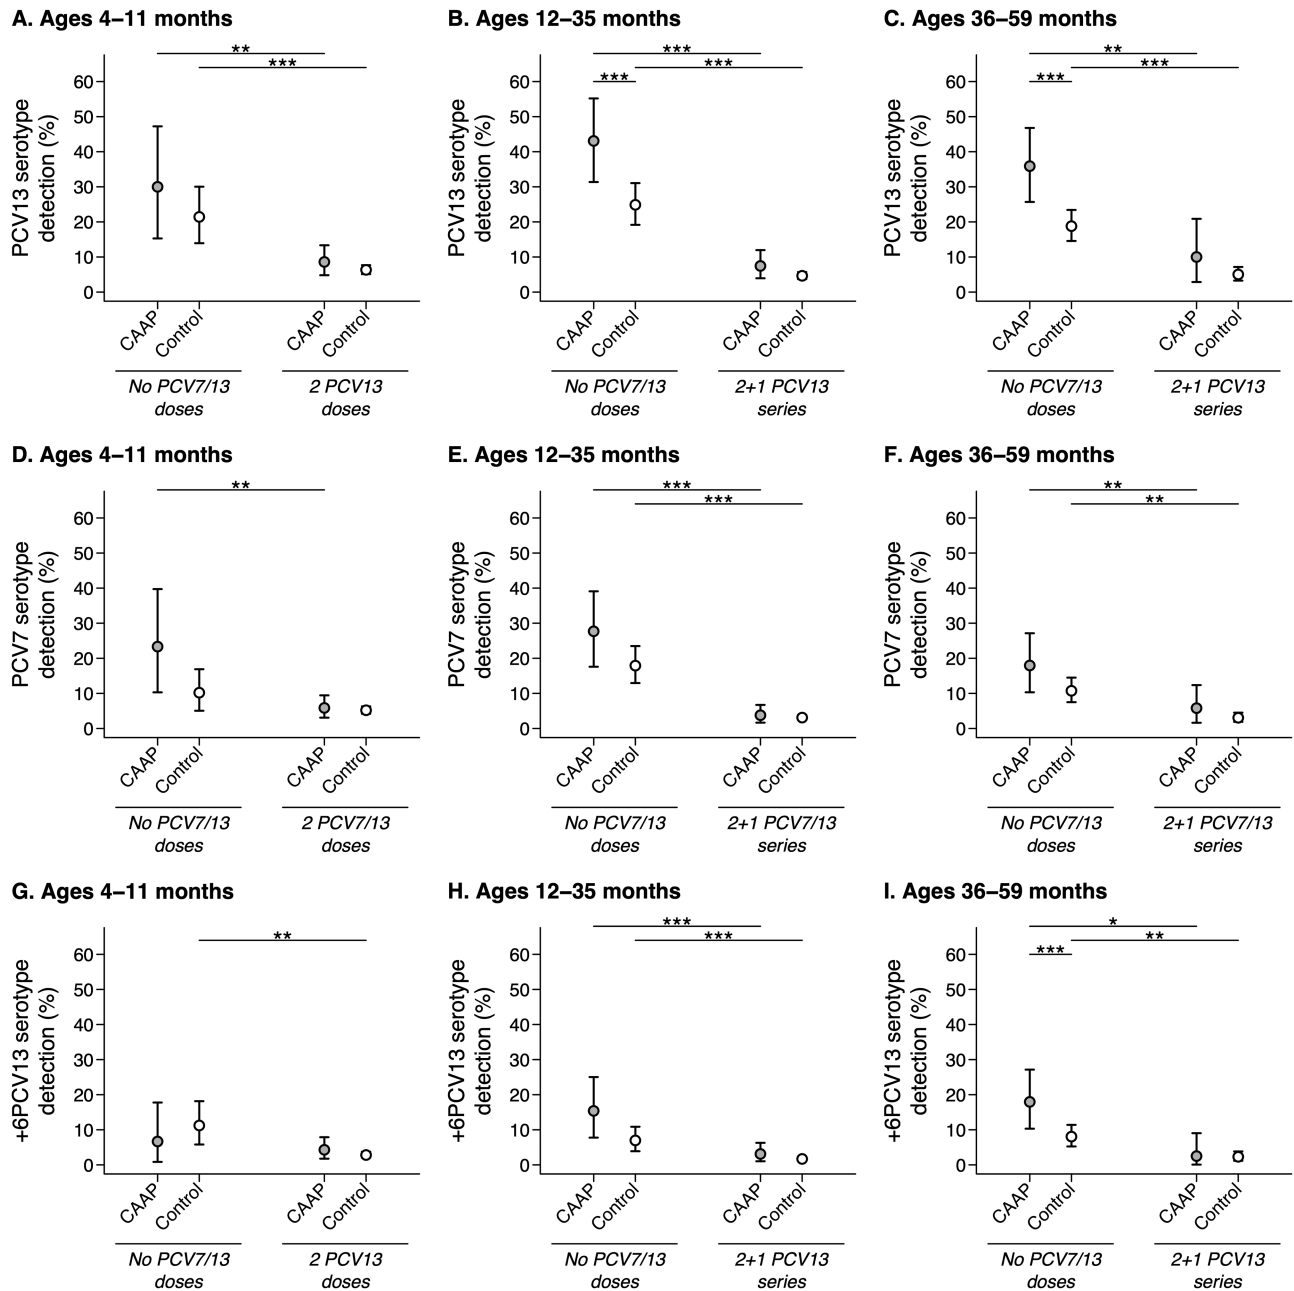 A. Ages 4–11 months
PCV13 serotype
detection (%)
60
50
40
30
20
10
0
**
***
CAAP
Control
CAAP
Control
No PCV7/13
doses
2 PCV13
doses
B. Ages 12–35 months
PCV13 serotype
detection (%)
60
50
40
30
20
10
0
***
***
***
CAAP
Control
CAAP
Control
No PCV7/13
doses
2+1 PCV13
series
C. Ages 36–59 months
PCV13 serotype
detection (%)
60
50
40
30
20
10
0
**
***
***
CAAP
Control
CAAP
Control
No PCV7/13
doses
2+1 PCV13
series
D. Ages 4–11 months
PCV7 serotype
detection (%)
60
50
40
30
20
10
0
**
CAAP
Control
CAAP
Control
No PCV7/13
doses
2 PCV7/13
doses
E. Ages 12–35 months
PCV7 serotype
detection (%)
60
50
40
30
20
10
0
***
***
CAAP
Control
CAAP
Control
No PCV7/13
doses
2+1 PCV7/13
series
F. Ages 36–59 months
PCV7 serotype
detection (%)
60
50
40
30
20
10
0
**
**
CAAP
Control
CAAP
Control
No PCV7/13
doses
2+1 PCV7/13
series
G. Ages 4–11 months
+6PCV13 serotype
detection (%)
60
50
40
30
20
10
0
**
CAAP
Control
CAAP
Control
No PCV7/13
doses
2 PCV13
doses
H. Ages 12–35 months
+6PCV13 serotype
detection (%)
60
50
40
30
20
10
0
***
***
CAAP
Control
CAAP
Control
No PCV7/13
doses
2+1 PCV13
series
I. Ages 36–59 months
+6PCV13 serotype
detection (%)
60
50
40
30
20
10
0
*
**
***
CAAP
Control
CAAP
Control
No PCV7/13
doses
2+1 PCV13
series